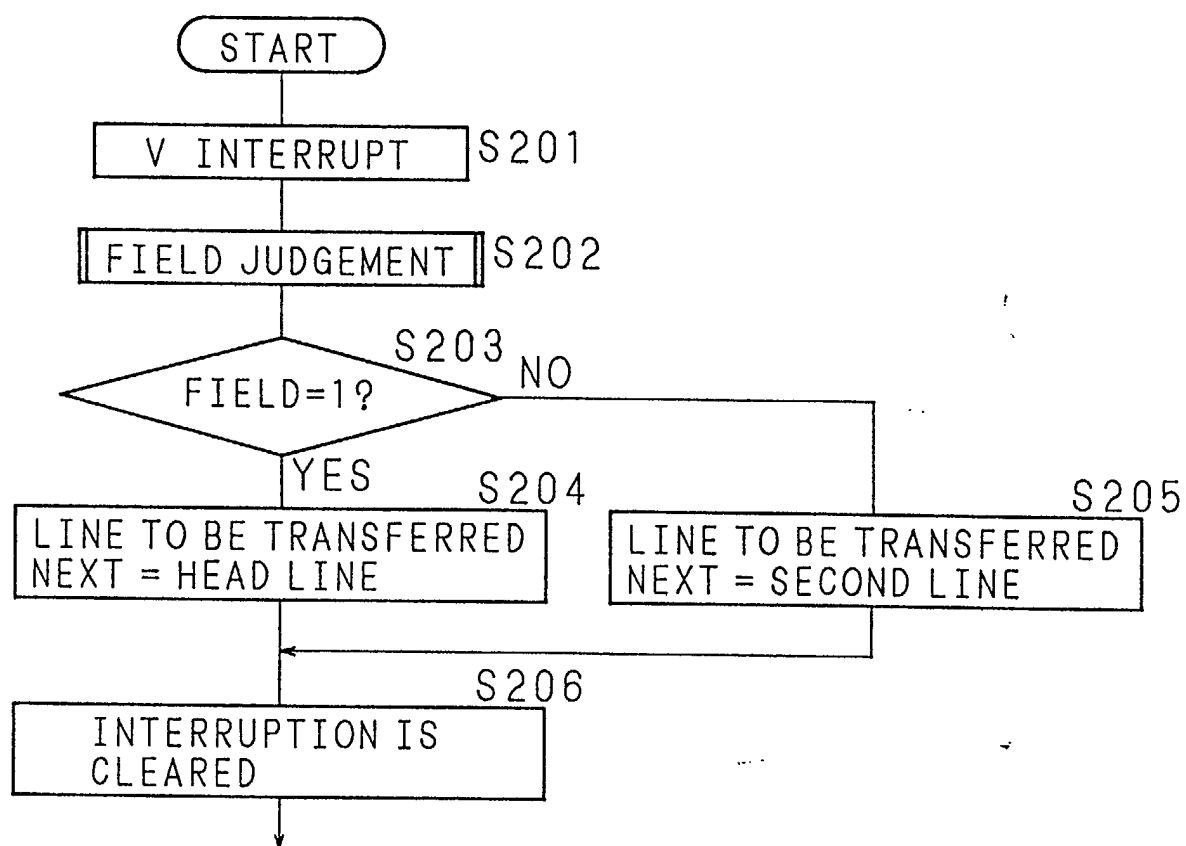 START
V INTERRUPT
S201
FIELD JUDGEMENT
S202
S203
FIELD=1?
NO
YES
S204
LINE TO BE TRANSFERRED
NEXT = HEAD LINE
S205
LINE TO BE TRANSFERRED
NEXT = SECOND LINE
S206
INTERRUPTION IS
CLEARED